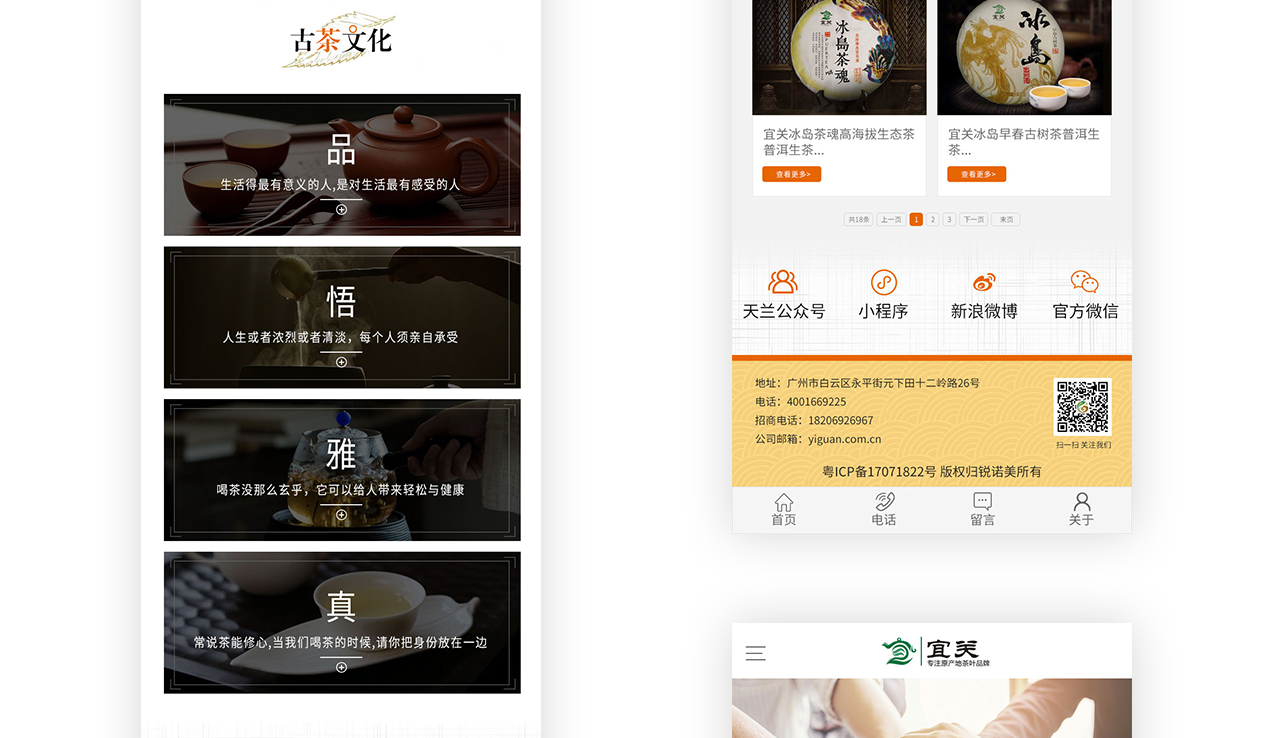 古茶文化
品
生活得最有意义的人,是对生活最有感受的人
悟
人生或者浓烈或者清淡，每个人须亲自承受
雅
喝茶没那么玄乎，它可以给人带来轻松与健康
真
常说茶能修心,当我们喝茶的时候,请你把身份放在一边
宜关
冰岛茶魂
宜关
冰岛
宜关冰岛茶魂高海拔生态茶
普洱生茶...
查看更多>
宜关冰岛早春古树茶普洱生
茶...
查看更多>
共18条 上一页 1 2 3 下一页 末页
天兰公众号 小程序 新浪微博 官方微信
地址：广州市白云区永平街元下田十二岭路26号
电话：4001669225
招商电话：18206926967
公司邮箱：yiguan.com.cn
扫一扫 关注我们
粤ICP备17071822号 版权归锐诺美所有
首页 电话 留言 关于
宜关
专注原产地茶叶品牌